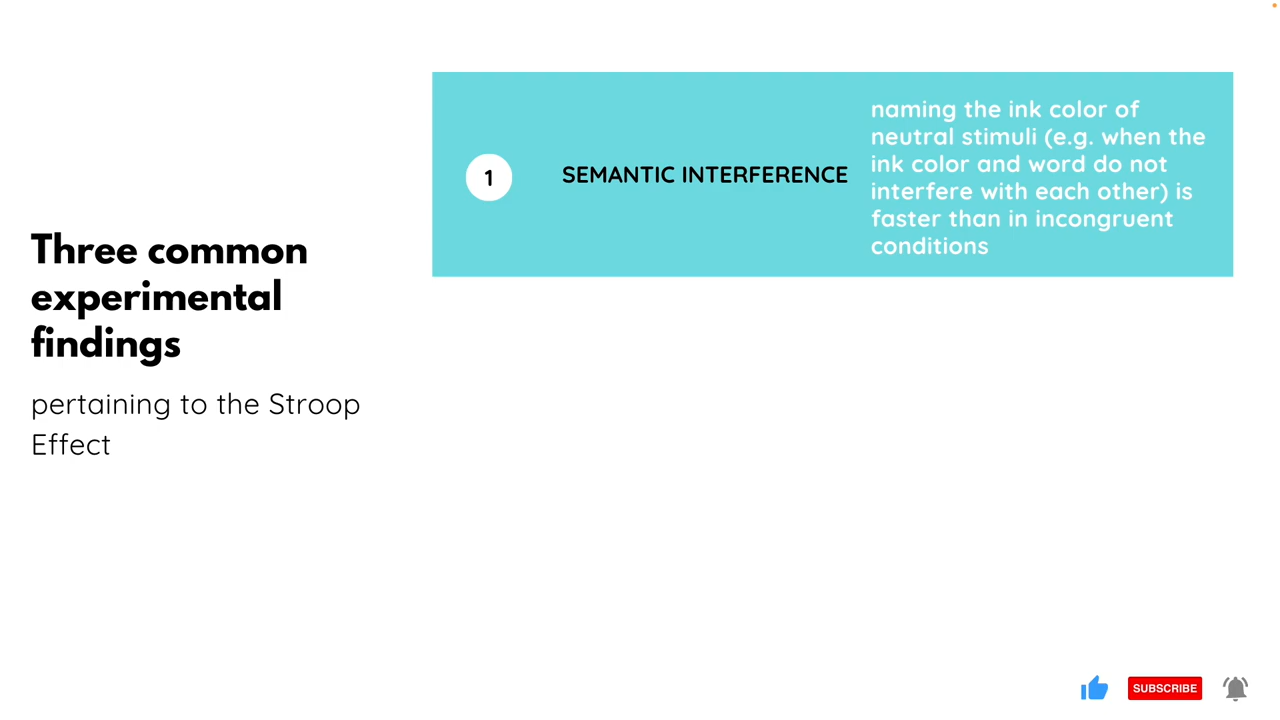 Three common
experimental
findings
pertaining to the Stroop
Effect
1
SEMANTIC INTERFERENCE
naming the ink color of
neutral stimuli (e.g. when the
ink color and word do not
interfere with each other) is
faster than in incongruent
conditions
SUBSCRIBE